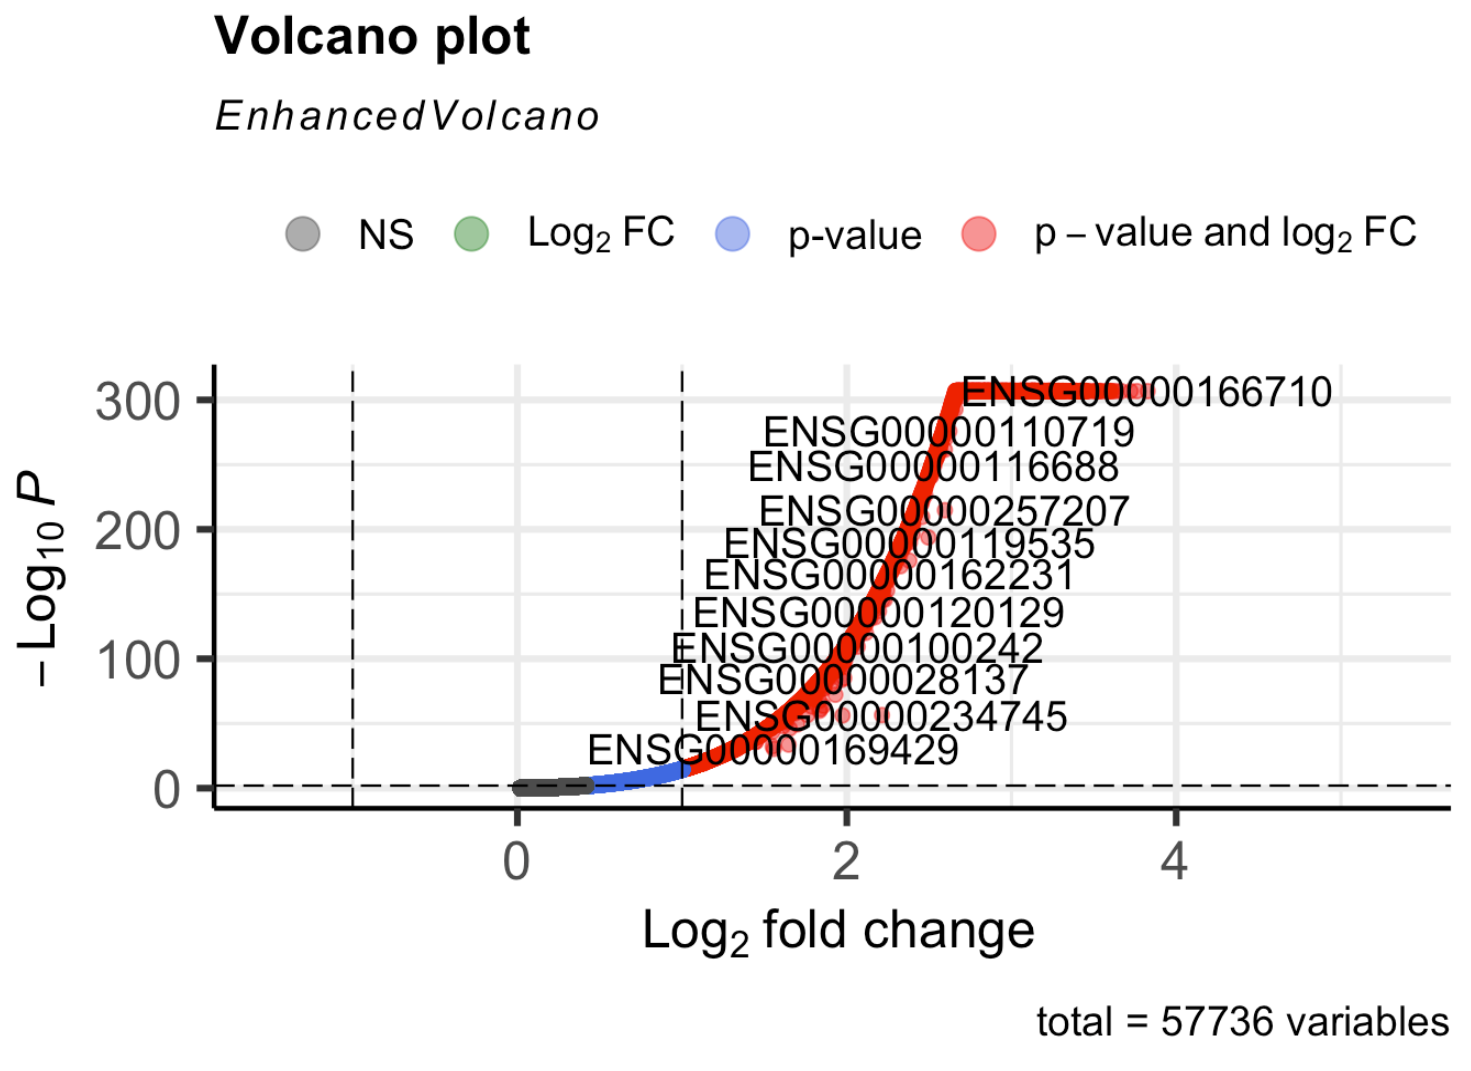 Volcano plot
EnhancedVolcano
NS Log₂ FC p-value p – value and log₂ FC
300
200
100
0
–Log₁₀ P
ENSG00000166710
ENSG00000110719
ENSG00000116688
ENSG00000257207
ENSG00000119535
ENSG00000162231
ENSG00000120129
ENSG00000100242
ENSG00000028137
ENSG00000234745
ENSG00000169429
0 2 4
Log₂ fold change
total = 57736 variables